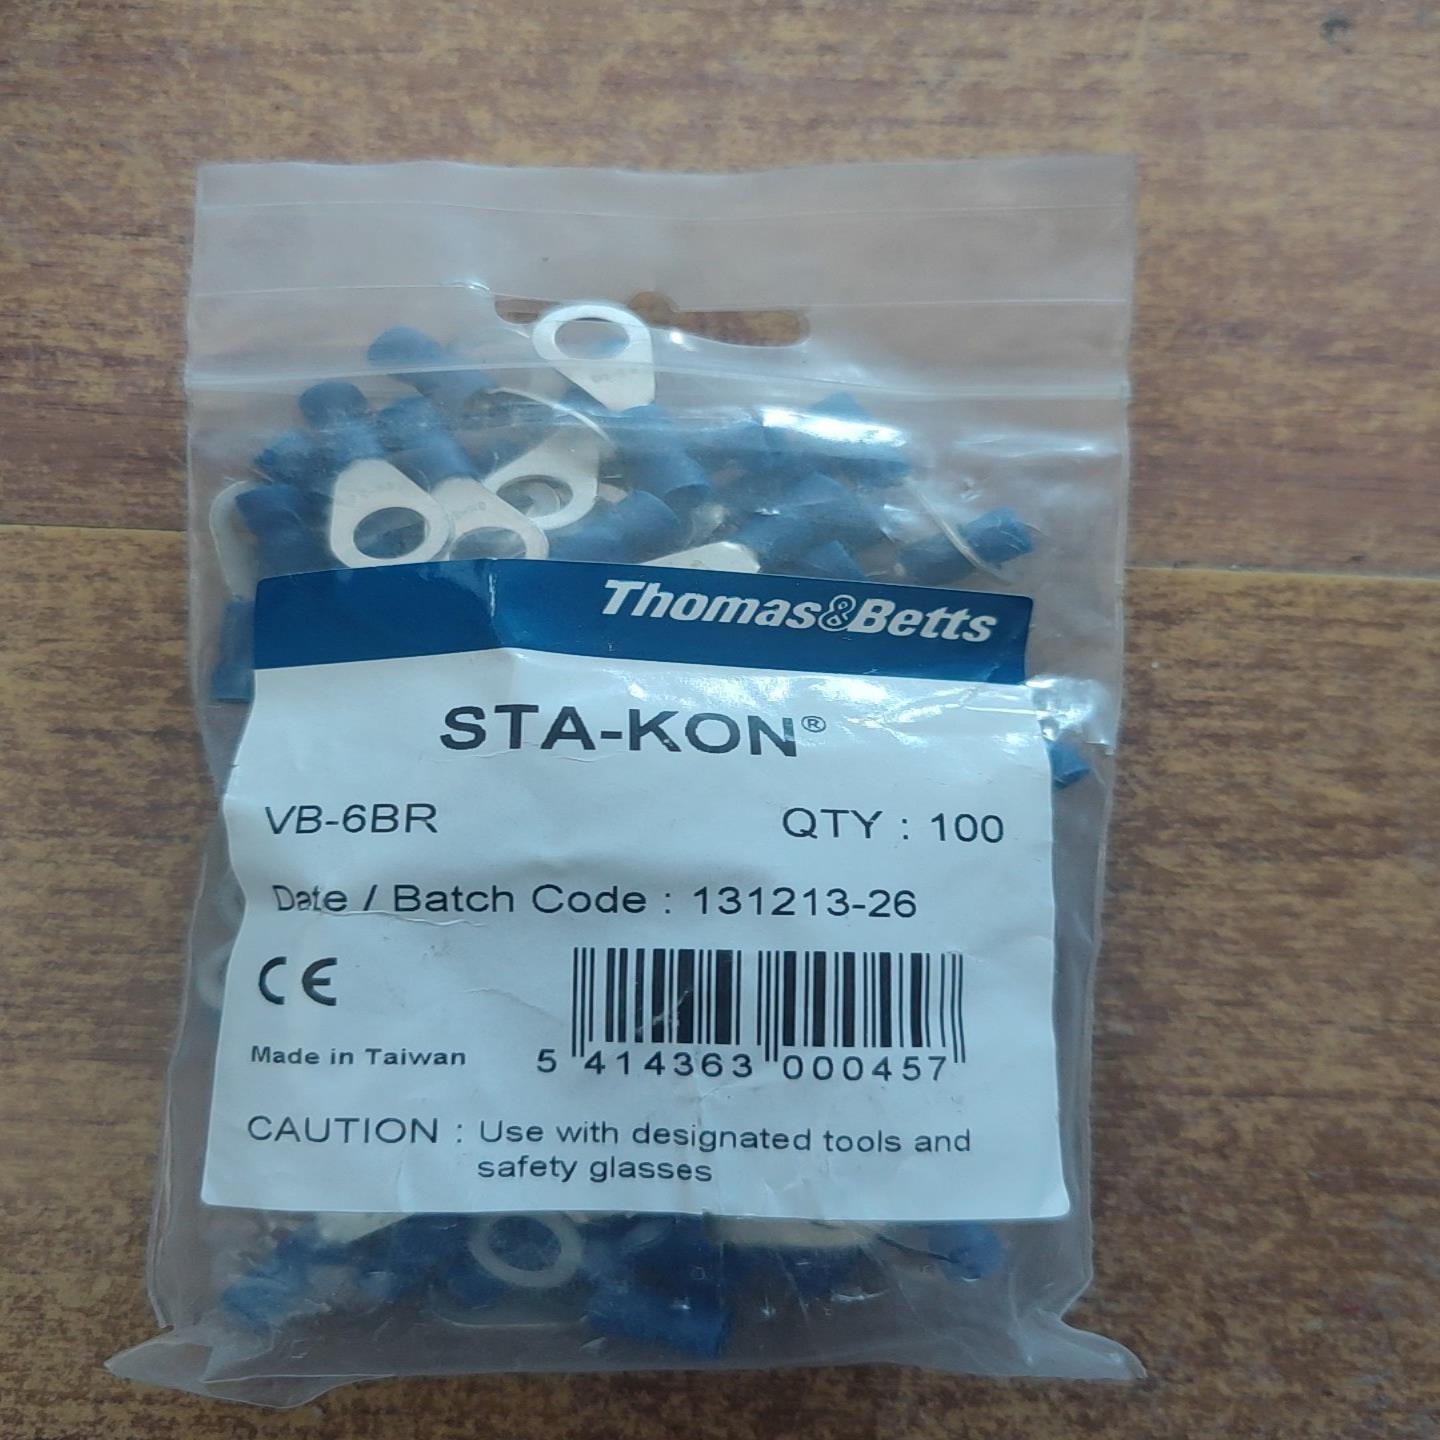 Thomas&Betts
STA-KON®
VB-6BR QTY : 100
Date / Batch Code : 131213-26
CE
Made in Taiwan
5 414363 000457
CAUTION : Use with designated tools and
safety glasses